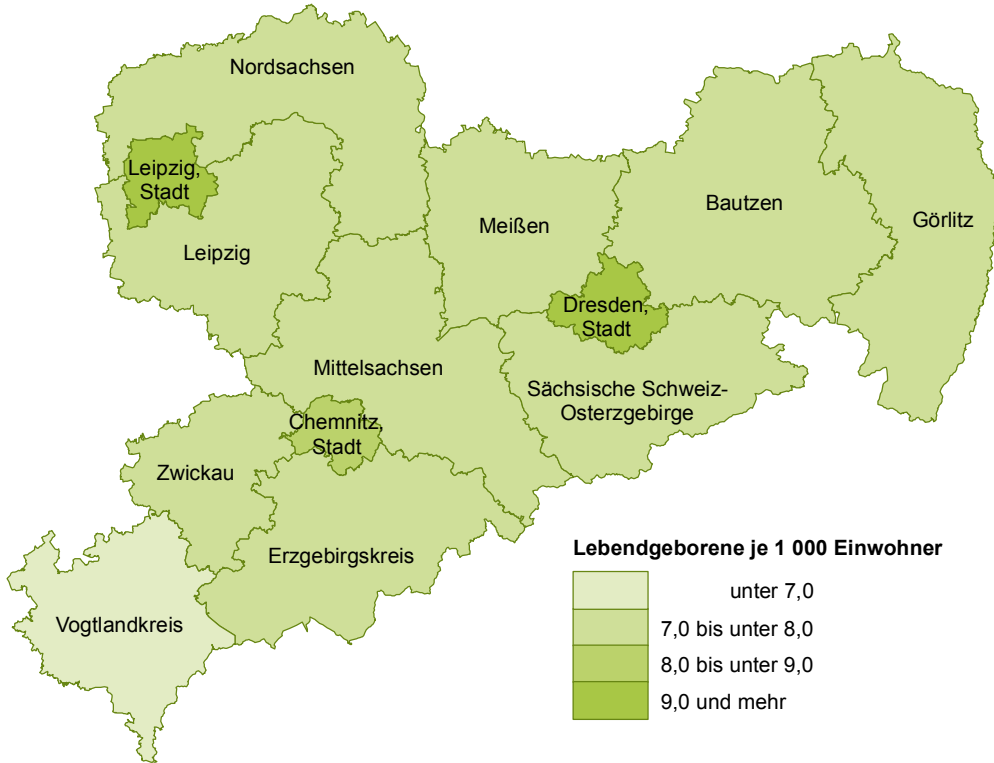 Nordsachsen
Leipzig,
Stadt
Leipzig
Meißen
Bautzen
Görlitz
Dresden,
Stadt
Mittelsachsen
Sächsische Schweiz-
Osterzgebirge
Chemnitz,
Stadt
Zwickau
Erzgebirgskreis
Vogtlandkreis
Lebendgeborene je 1 000 Einwohner
unter 7,0
7,0 bis unter 8,0
8,0 bis unter 9,0
9,0 und mehr